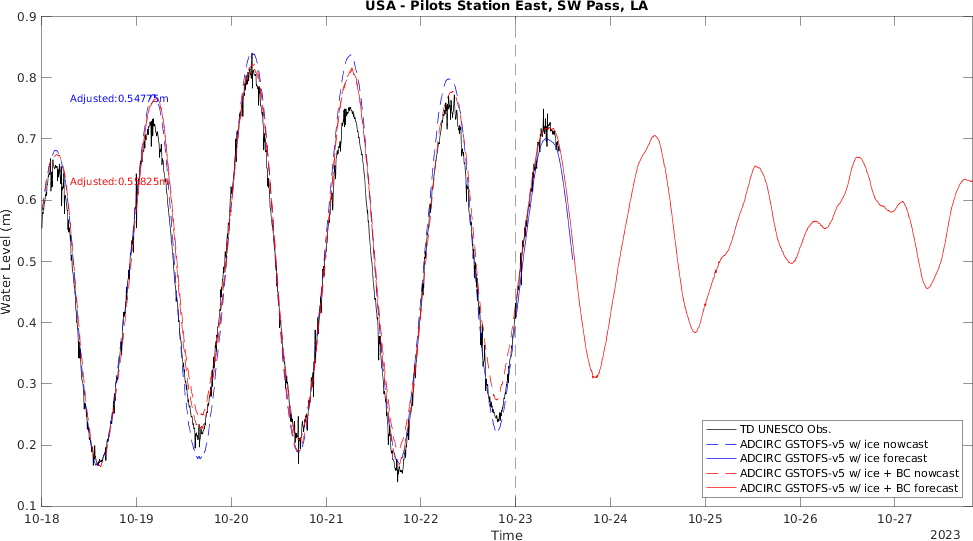 USA - Pilots Station East, SW Pass, LA
0.9
0.8
0.7
0.6
0.5
0.4
0.3
0.2
0.1
Water Level (m)
Adjusted:0.54775m
TD UNESCO Obs.
ADCIRC GSTOFS-v5 w/ ice nowcast
ADCIRC GSTOFS-v5 w/ ice forecast
ADCIRC GSTOFS-v5 w/ ice + BC nowcast
ADCIRC GSTOFS-v5 w/ ice + BC forecast
10-18 10-19 10-20 10-21 10-22 10-23 10-24 10-25 10-26 10-27
Time
2023